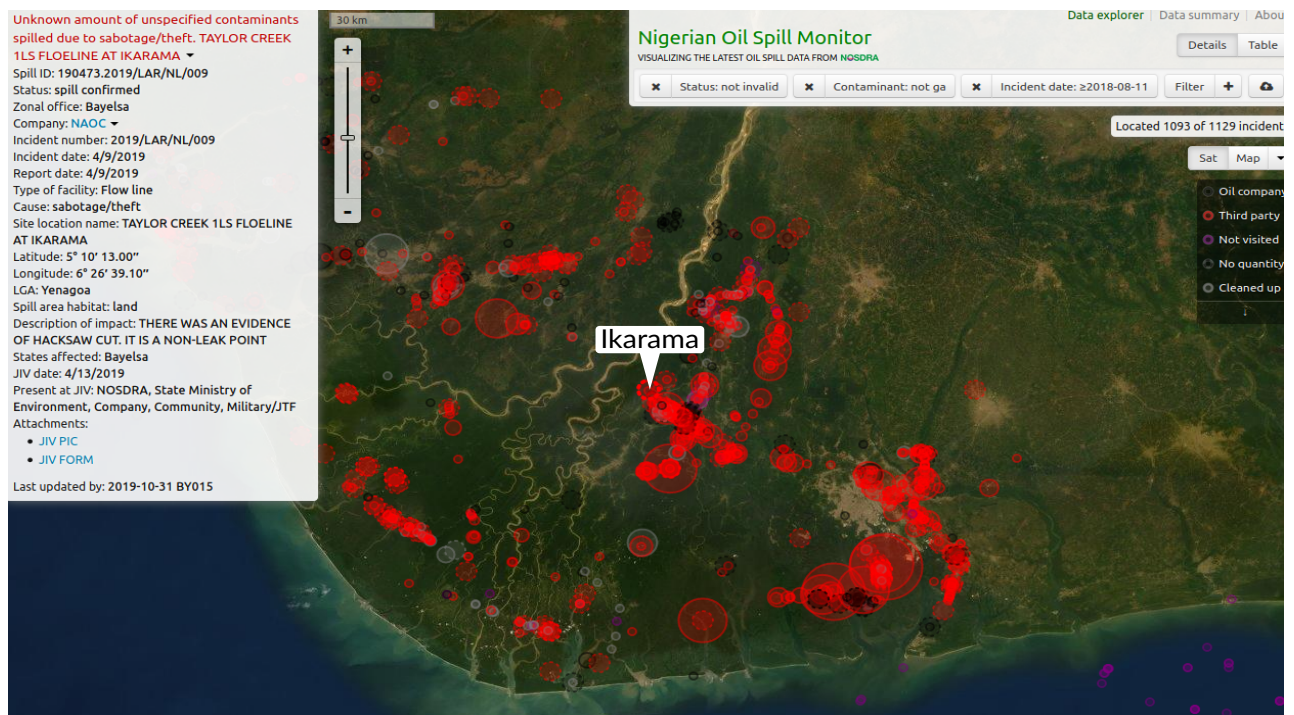 Unknown amount of unspecified contaminants
spilled due to sabotage/theft. TAYLOR CREEK
1LS FLOELINE AT IKARAMA
Spill ID: 190473.2019/LAR/NL/009
Status: spill confirmed
Zonal office: Bayelsa
Company: NAOC
Incident number: 2019/LAR/NL/009
Incident date: 4/9/2019
Report date: 4/9/2019
Type of facility: Flow line
Cause: sabotage/theft
Site location name: TAYLOR CREEK 1LS FLOELINE
AT IKARAMA
Latitude: 5° 10′ 13.00″
Longitude: 6° 26′ 39.10″
LGA: Yenagoa
Spill area habitat: land
Description of impact: THERE WAS AN EVIDENCE
OF HACKSAW CUT. IT IS A NON-LEAK POINT
States affected: Bayelsa
JIV date: 4/13/2019
Present at JIV: NOSDRA, State Ministry of
Environment, Company, Community, Military/JTF
Attachments:
• JIV PIC
• JIV FORM
Last updated by: 2019-10-31 BY015
30 km
+
-
Data explorer | Data summary | Abou
Nigerian Oil Spill Monitor
VISUALIZING THE LATEST OIL SPILL DATA FROM NOSDRA
Details Table
✖ Status: not invalid ✖ Contaminant: not ga ✖ Incident date: ≥2018-08-11 Filter +
Located 1093 of 1129 incident
Sat Map
Oil company
Third party
Not visited
No quantity
Cleaned up
↓
Ikarama